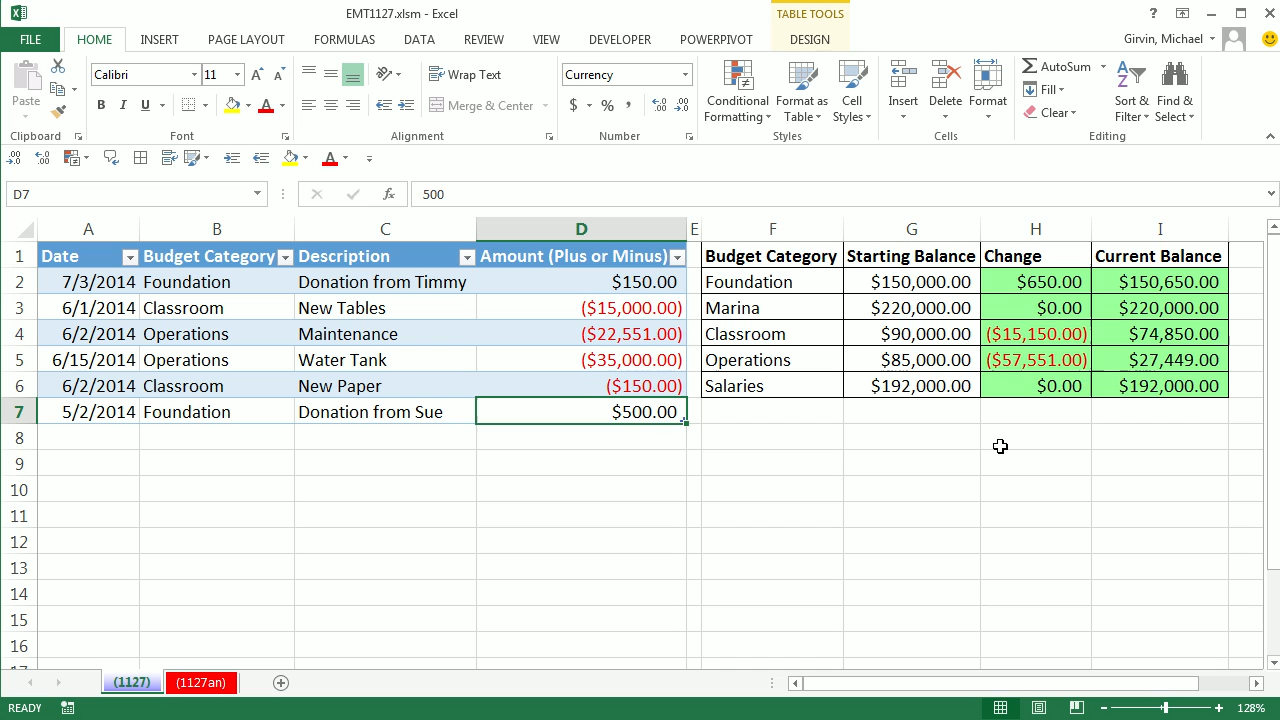 EMT1127.xlsm - Excel
TABLE TOOLS
?
FILE HOME INSERT PAGE LAYOUT FORMULAS DATA REVIEW VIEW DEVELOPER POWERPIVOT DESIGN Girvin, Michael
Paste Calibri 11 A A Wrap Text Currency Conditional Formatting Format as Table Cell Styles Insert Delete Format AutoSum Fill Clear Sort & Filter Find & Select
B I U A Merge & Center $ % ,
Clipboard Font Alignment Number Styles Cells Editing
D7 fx 500
A B C D E F G H I
1 Date Budget Category Description Amount (Plus or Minus) Budget Category Starting Balance Change Current Balance
2 7/3/2014 Foundation Donation from Timmy $150.00 Foundation $150,000.00 $650.00 $150,650.00
3 6/1/2014 Classroom New Tables ($15,000.00) Marina $220,000.00 $0.00 $220,000.00
4 6/2/2014 Operations Maintenance ($22,551.00) Classroom $90,000.00 ($15,150.00) $74,850.00
5 6/15/2014 Operations Water Tank ($35,000.00) Operations $85,000.00 ($57,551.00) $27,449.00
6 6/2/2014 Classroom New Paper ($150.00) Salaries $192,000.00 $0.00 $192,000.00
7 5/2/2014 Foundation Donation from Sue $500.00
8
9
10
11
12
13
14
15
16
17
(1127) (1127an)
READY 128%